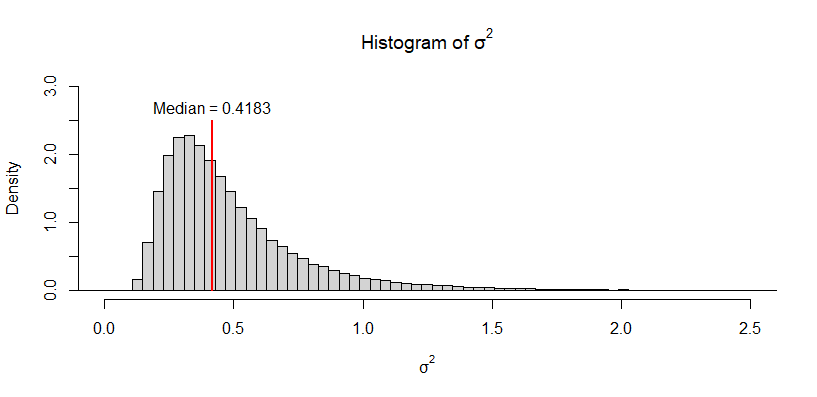 Histogram of σ²
Median = 0.4183
Density
3.0
2.0
1.0
0.0
0.0 0.5 1.0 1.5 2.0 2.5
σ²